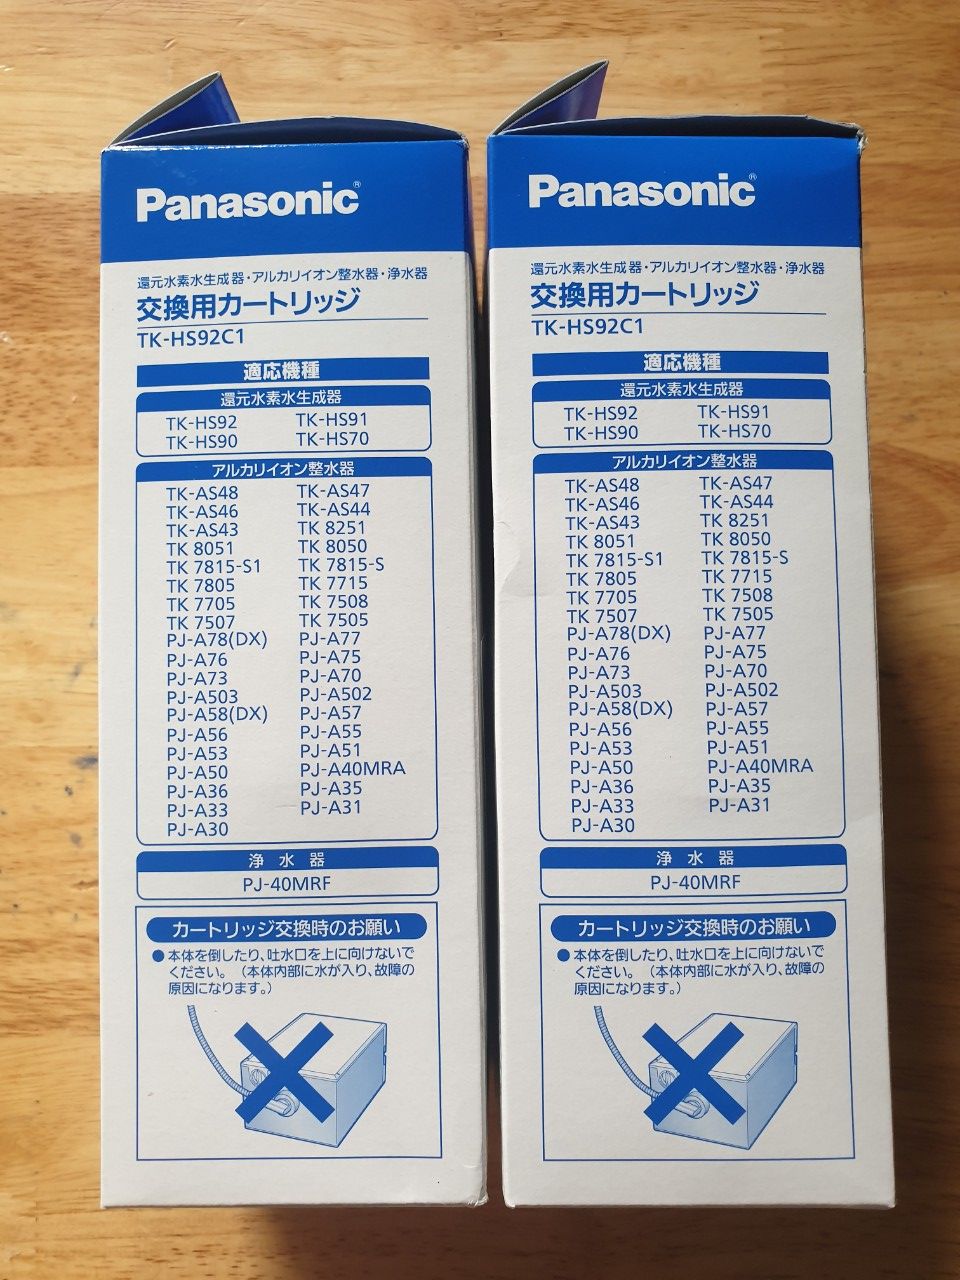 Panasonic®
還元水素水生成器・アルカリイオン整水器・浄水器
交換用カートリッジ
TK-HS92C1
適応機種
還元水素水生成器
TK-HS92 TK-HS91
TK-HS90 TK-HS70
アルカリイオン整水器
TK-AS48 TK-AS47
TK-AS46 TK-AS44
TK-AS43 TK 8251
TK 8051 TK 8050
TK 7815-S1 TK 7815-S
TK 7805 TK 7715
TK 7705 TK 7508
TK 7507 TK 7505
PJ-A78(DX) PJ-A77
PJ-A76 PJ-A75
PJ-A73 PJ-A70
PJ-A503 PJ-A502
PJ-A58(DX) PJ-A57
PJ-A56 PJ-A55
PJ-A53 PJ-A51
PJ-A50 PJ-A40MRA
PJ-A36 PJ-A35
PJ-A33 PJ-A31
PJ-A30
浄水器
PJ-40MRF
カートリッジ交換時のお願い
●本体を倒したり、吐水口を上に向けないで
ください。（本体内部に水が入り、故障の
原因になります。）
Panasonic®
還元水素水生成器・アルカリイオン整水器・浄水器
交換用カートリッジ
TK-HS92C1
適応機種
還元水素水生成器
TK-HS92 TK-HS91
TK-HS90 TK-HS70
アルカリイオン整水器
TK-AS48 TK-AS47
TK-AS46 TK-AS44
TK-AS43 TK 8251
TK 8051 TK 8050
TK 7815-S1 TK 7815-S
TK 7805 TK 7715
TK 7705 TK 7508
TK 7507 TK 7505
PJ-A78(DX) PJ-A77
PJ-A76 PJ-A75
PJ-A73 PJ-A70
PJ-A503 PJ-A502
PJ-A58(DX) PJ-A57
PJ-A56 PJ-A55
PJ-A53 PJ-A51
PJ-A50 PJ-A40MRA
PJ-A36 PJ-A35
PJ-A33 PJ-A31
PJ-A30
浄水器
PJ-40MRF
カートリッジ交換時のお願い
●本体を倒したり、吐水口を上に向けないで
ください。（本体内部に水が入り、故障の
原因になります。）